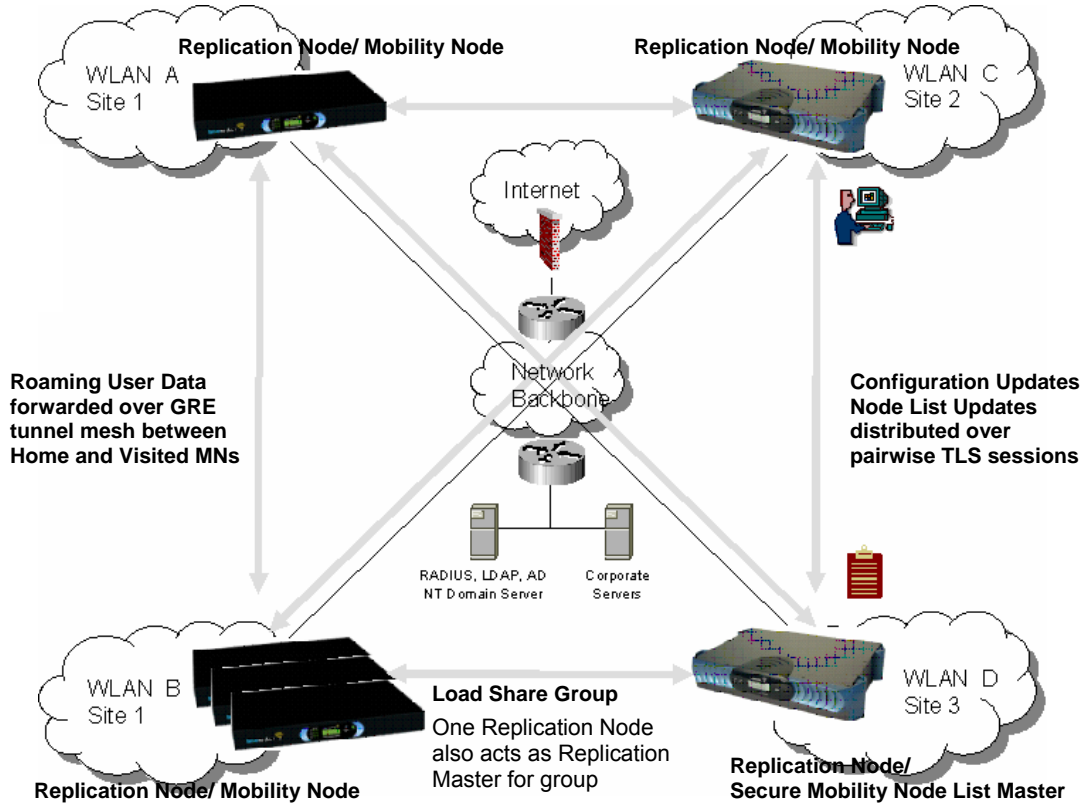 Replication Node/ Mobility Node
WLAN A
Site 1
Replication Node/ Mobility Node
WLAN C
Site 2
Internet
Network
Backbone
Roaming User Data
forwarded over GRE
tunnel mesh between
Home and Visited MNs
Configuration Updates
Node List Updates
distributed over
pairwise TLS sessions
RADIUS, LDAP, AD
NT Domain Server
Corporate
Servers
WLAN B
Site 1
Replication Node/ Mobility Node
Load Share Group
One Replication Node
also acts as Replication
Master for group
WLAN D
Site 3
Replication Node/
Secure Mobility Node List Master